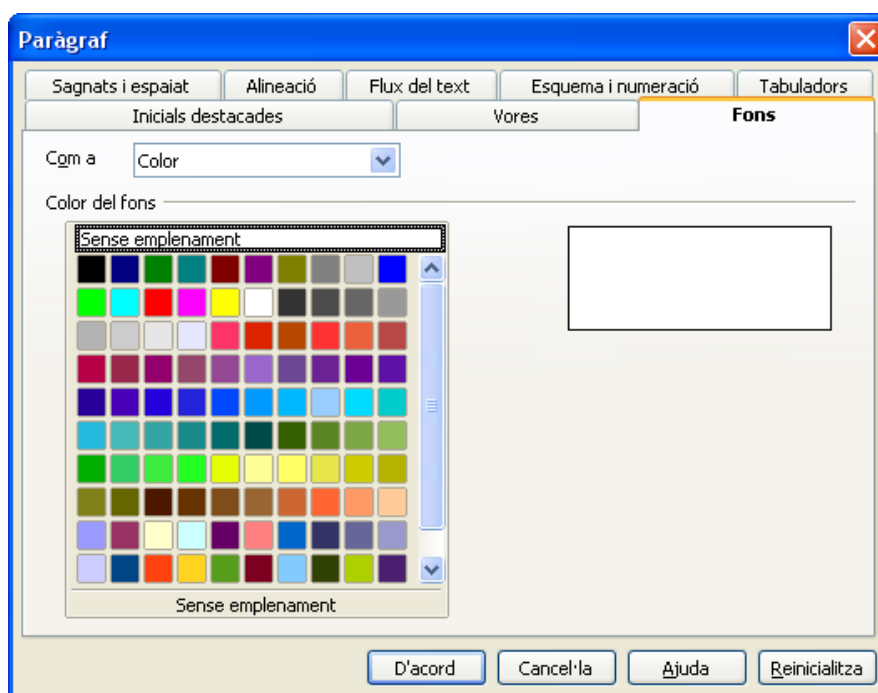 Paràgraf
Sagnats i espaiat Alineació Flux del text Esquema i numeració Tabuladors
Inicials destacades Vores Fons
Com a Color
Color del fons
Sense emplenament
Sense emplenament
D'acord Cancel·la Ajuda Reinicialitza